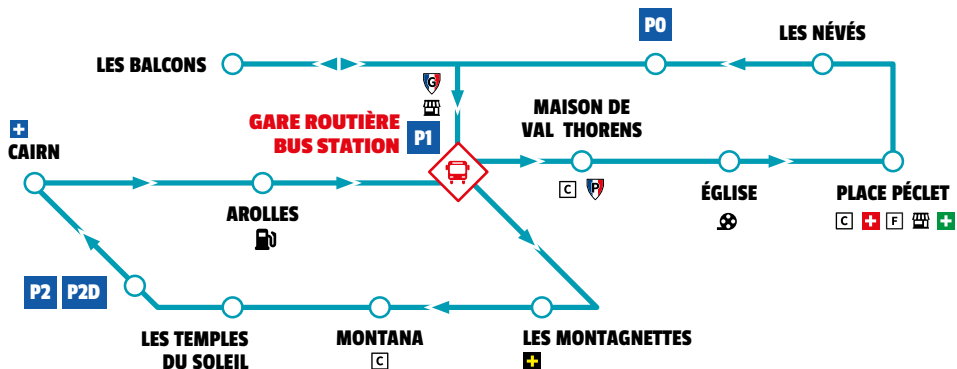 P0
LES NÉVÉS
LES BALCONS
G
MAISON DE
VAL THORENS
GARE ROUTIÈRE
BUS STATION
P1
CAIRN
C
P
AROLLES
ÉGLISE
PLACE PÉCLET
C
F
P2
P2D
LES TEMPLES
DU SOLEIL
MONTANA
C
LES MONTAGNETTES